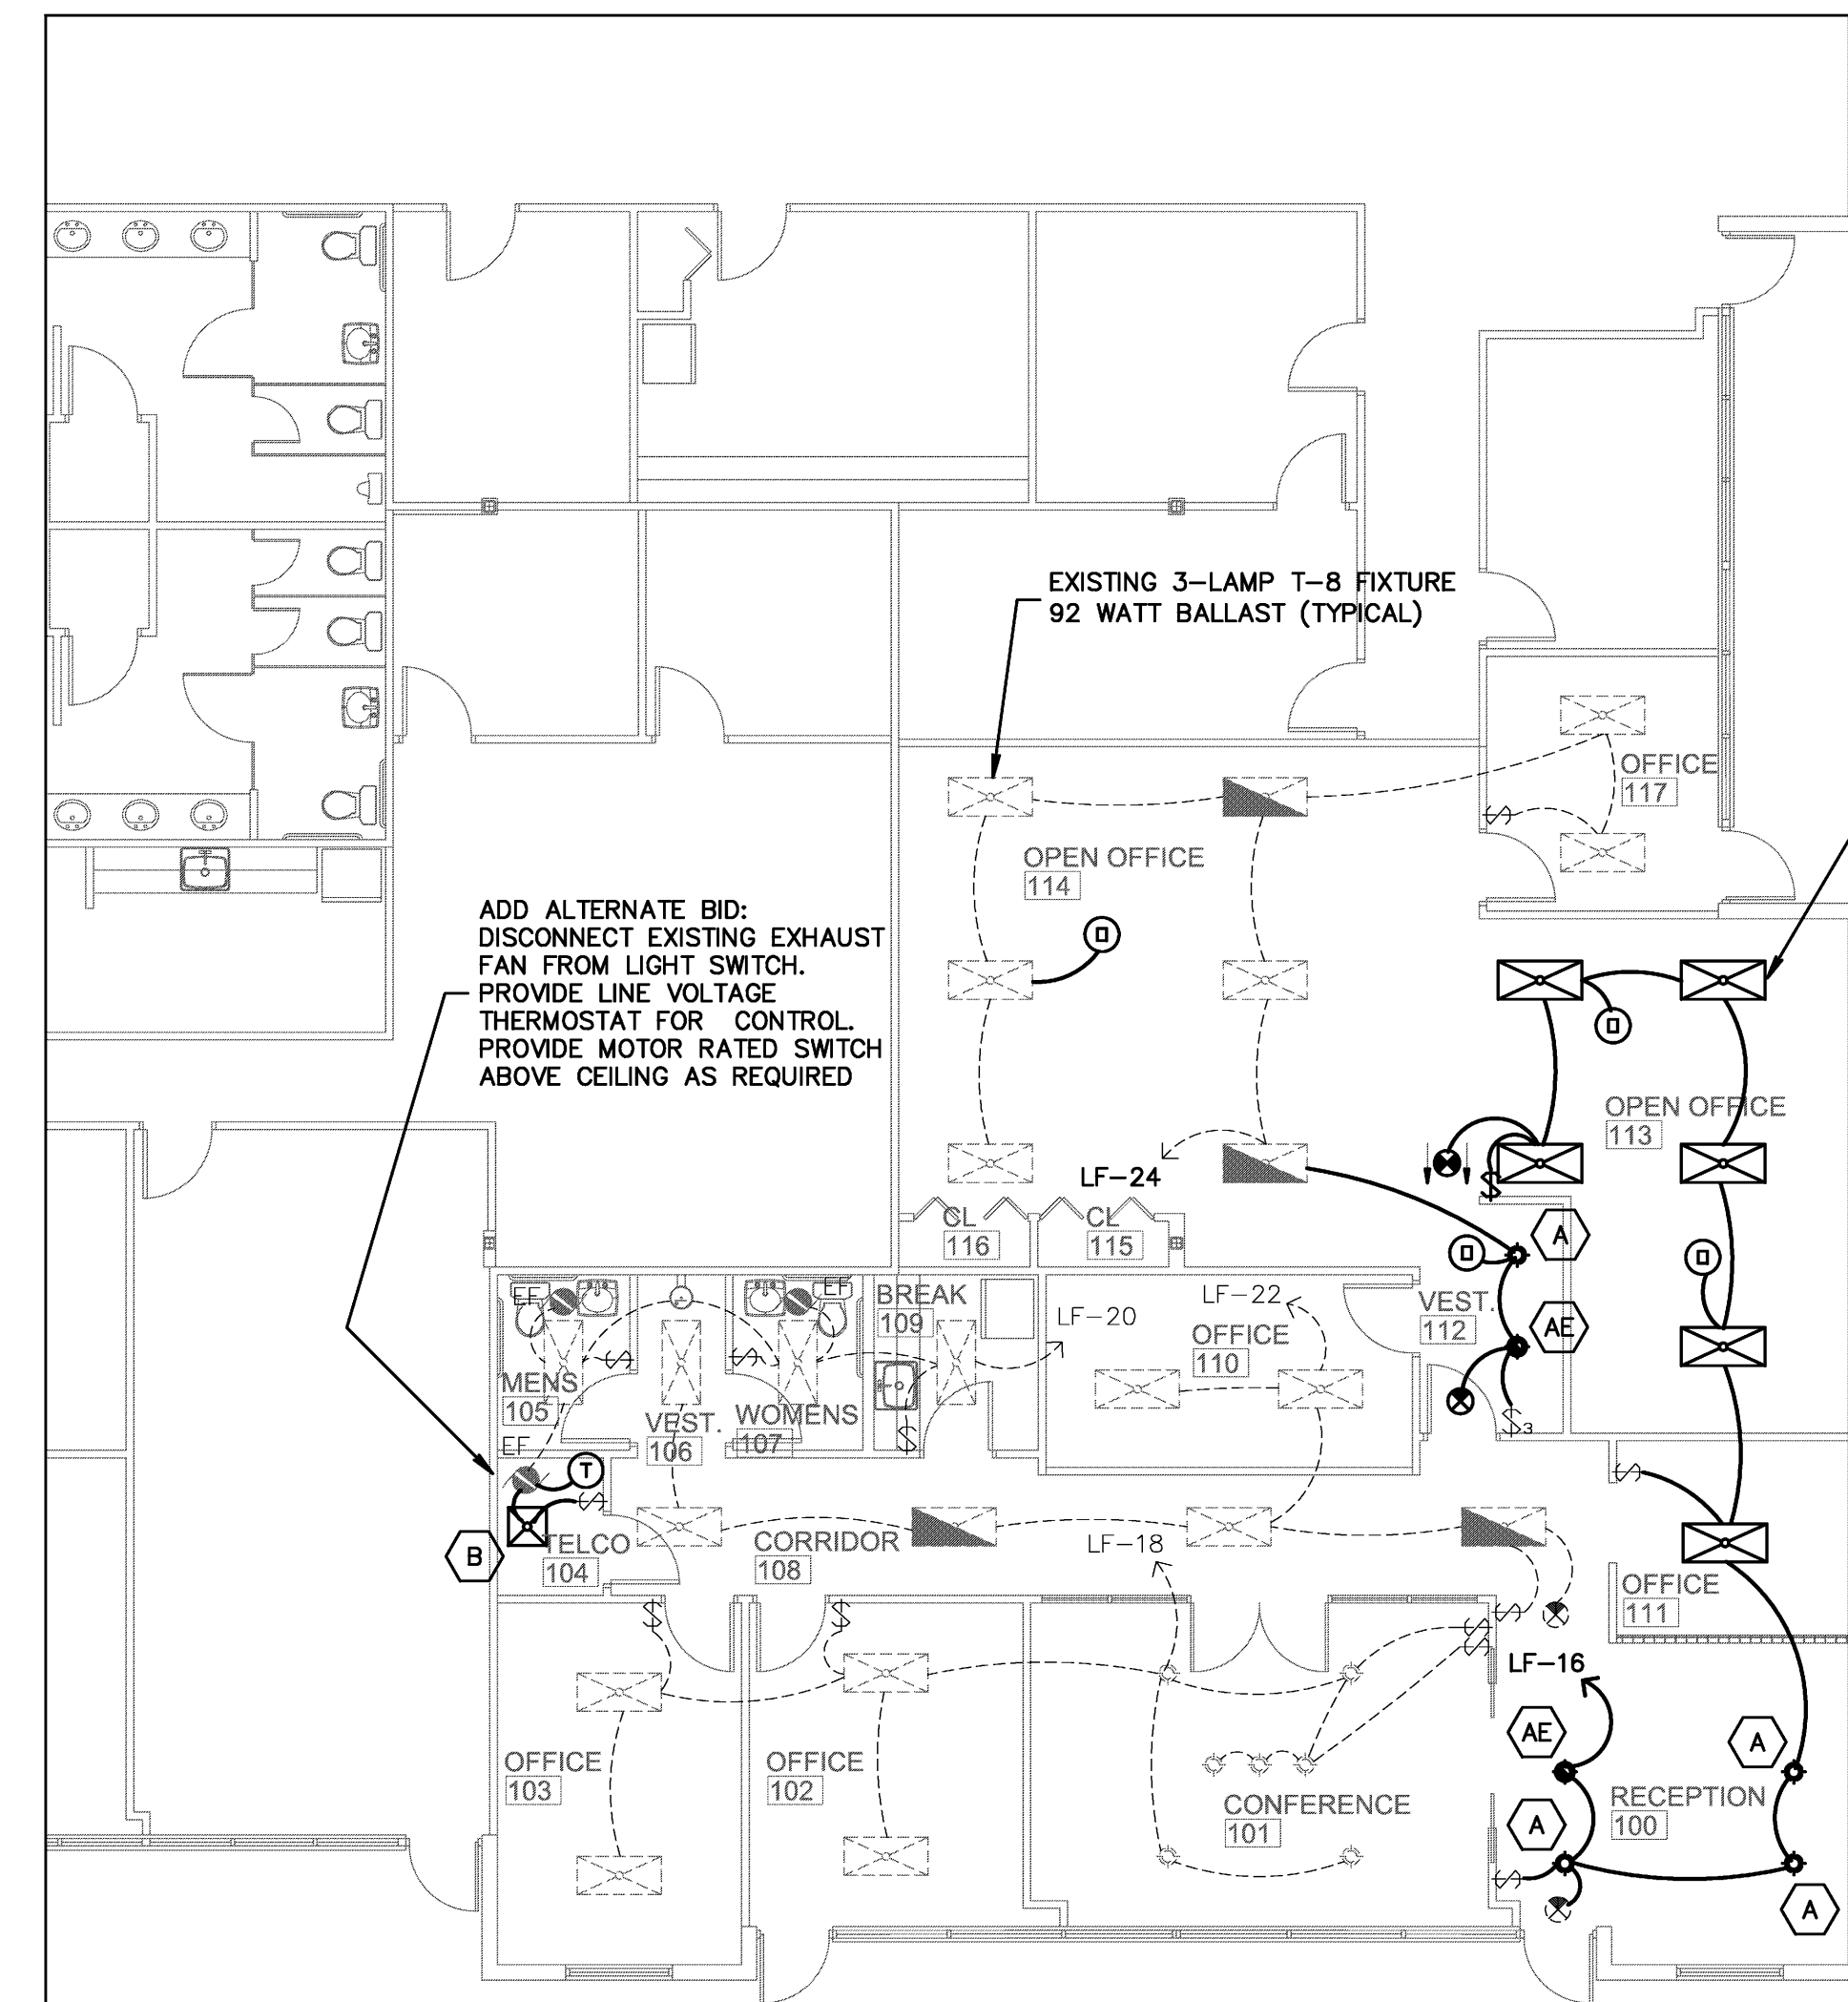 EXISTING 3-LAMP T-8 FIXTURE
92 WATT BALLAST (TYPICAL)
OFFICE
117
OPEN OFFICE
114
ADD ALTERNATE BID:
DISCONNECT EXISTING EXHAUST
FAN FROM LIGHT SWITCH.
PROVIDE LINE VOLTAGE
THERMOSTAT FOR CONTROL.
PROVIDE MOTOR RATED SWITCH
ABOVE CEILING AS REQUIRED
OPEN OFFICE
113
LF-24
CL
116
CL
115
A
EF
EF
BREAK
109
LF-20
LF-22
OFFICE
110
VEST.
112
AE
MENS
105
VEST.
106
WOMENS
107
$3
EF
T
B
TELCO
104
CORRIDOR
108
LF-18
OFFICE
111
LF-16
AE
A
OFFICE
103
OFFICE
102
CONFERENCE
101
A
RECEPTION
100
A